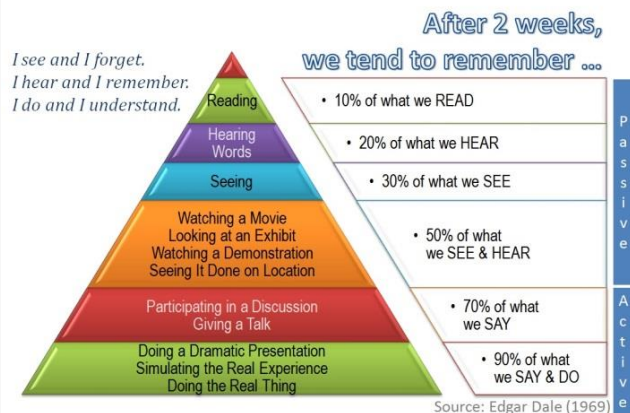 After 2 weeks,
we tend to remember ...
I see and I forget.
I hear and I remember.
I do and I understand.
Reading
• 10% of what we READ
Hearing
Words
• 20% of what we HEAR
Seeing
• 30% of what we SEE
Watching a Movie
Looking at an Exhibit
Watching a Demonstration
Seeing It Done on Location
• 50% of what
we SEE & HEAR
Participating in a Discussion
Giving a Talk
• 70% of what
we SAY
Doing a Dramatic Presentation
Simulating the Real Experience
Doing the Real Thing
• 90% of what
we SAY & DO
Passive
Active
Source: Edgar Dale (1969)